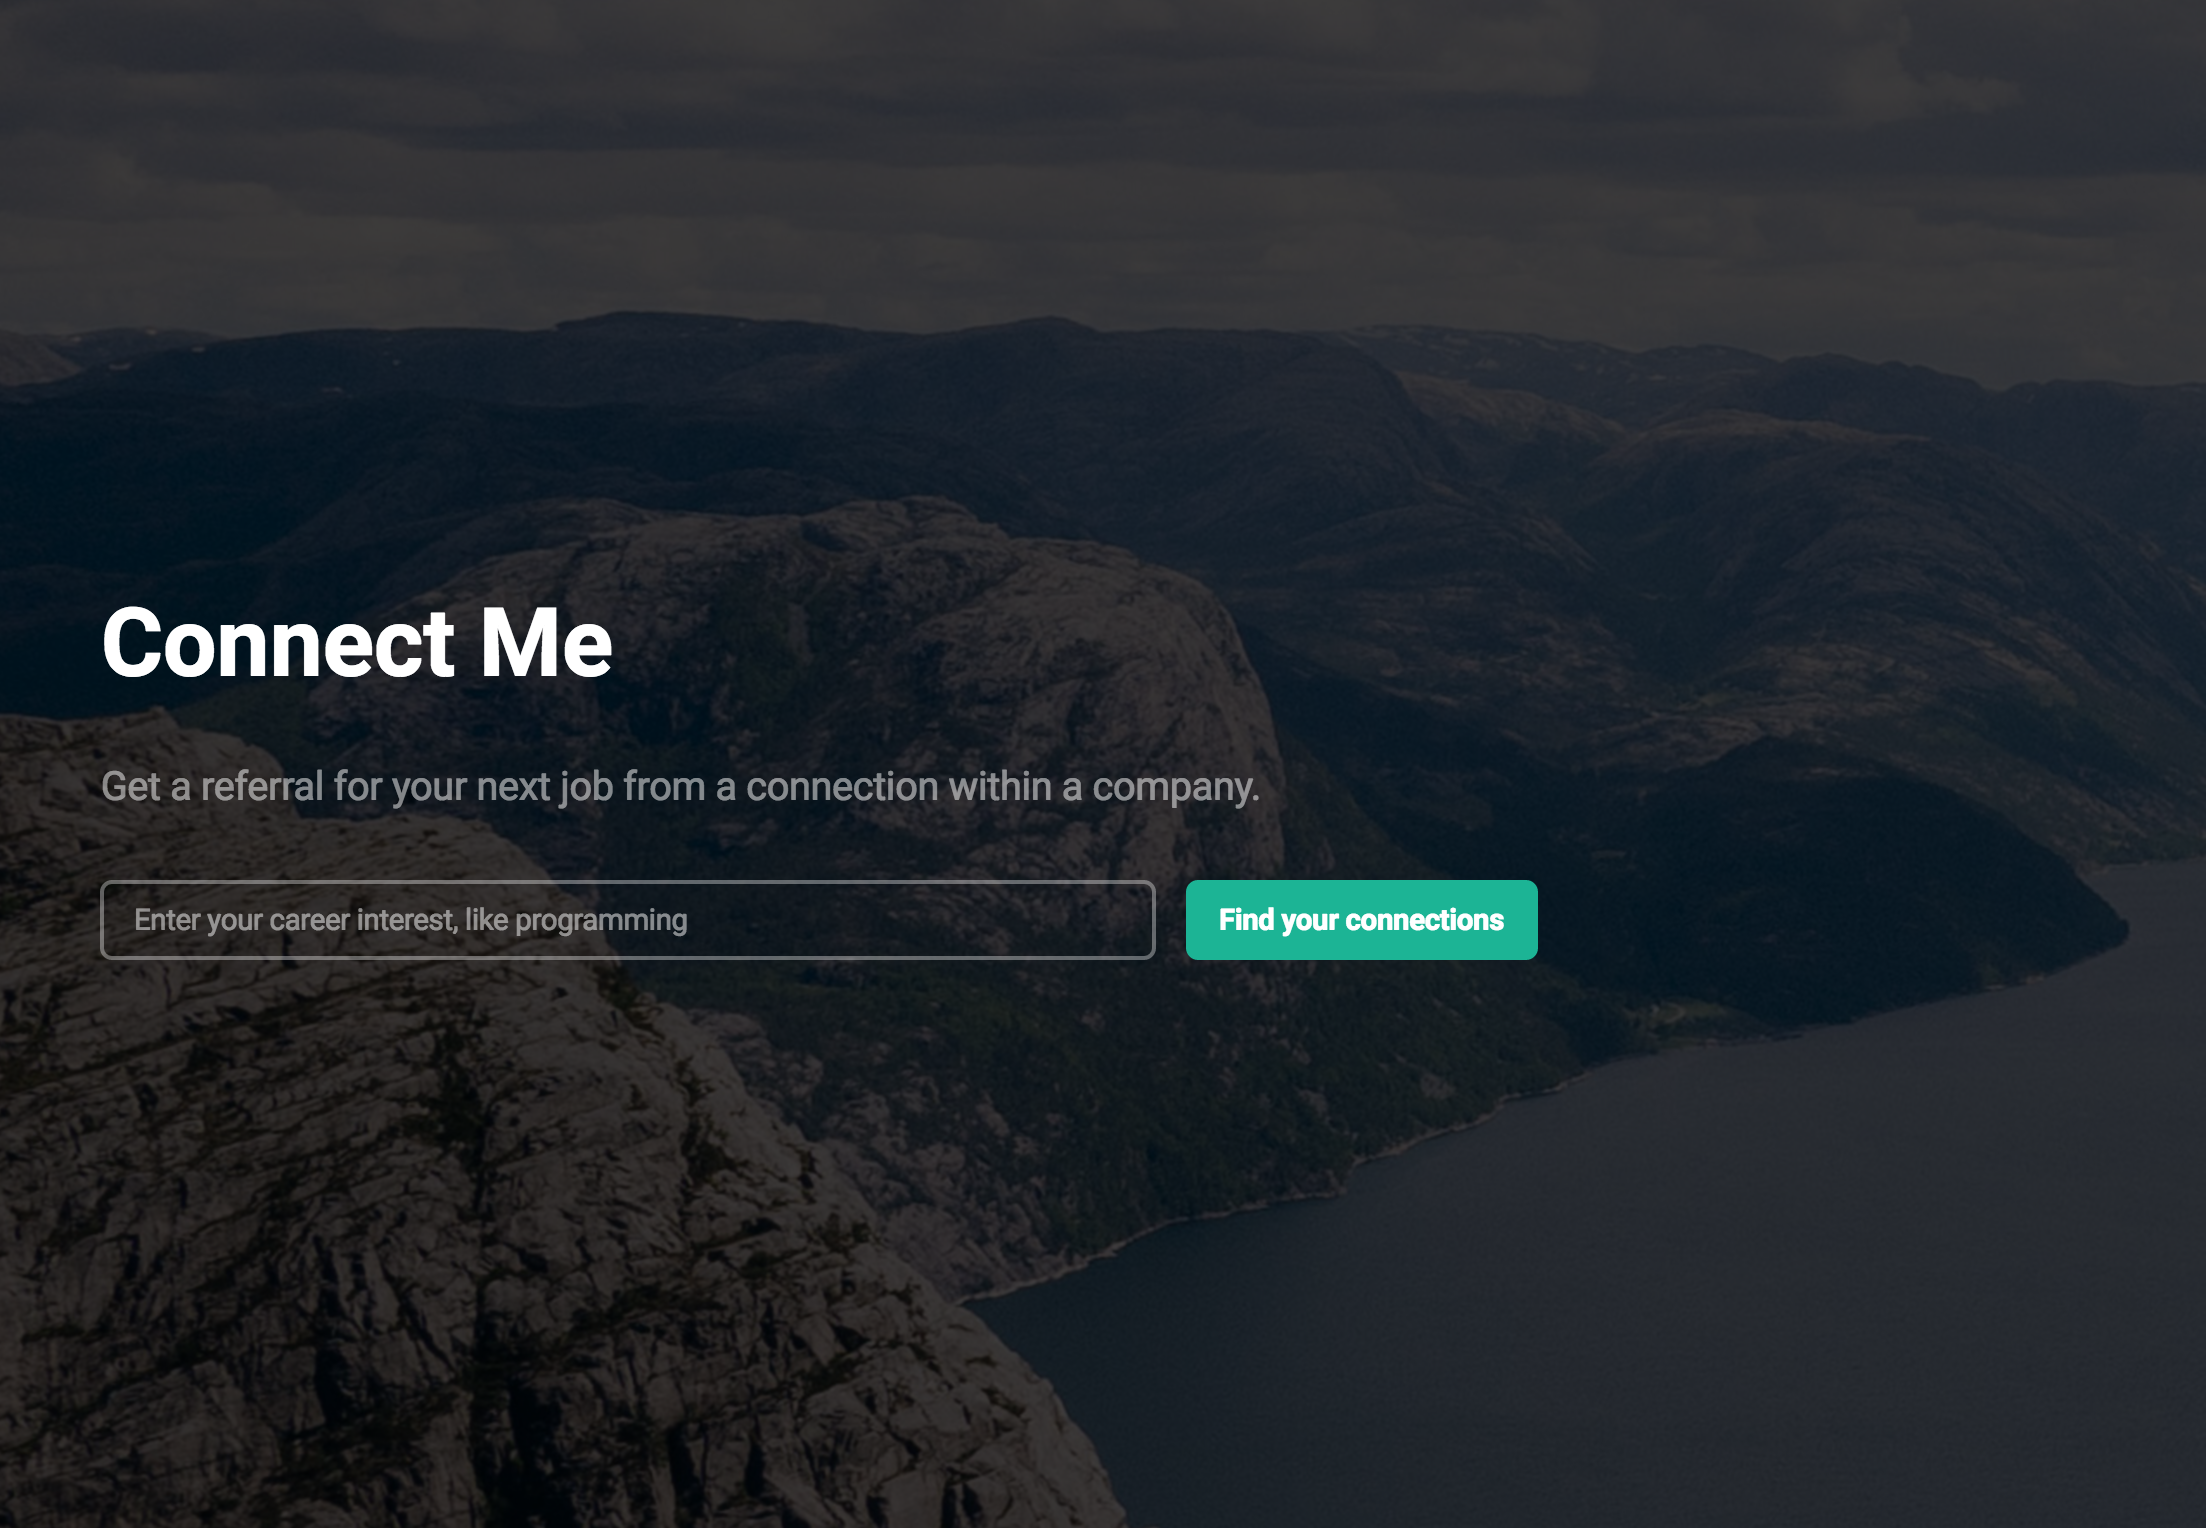 Connect Me
Get a referral for your next job from a connection within a company.
Enter your career interest, like programming
Find your connections